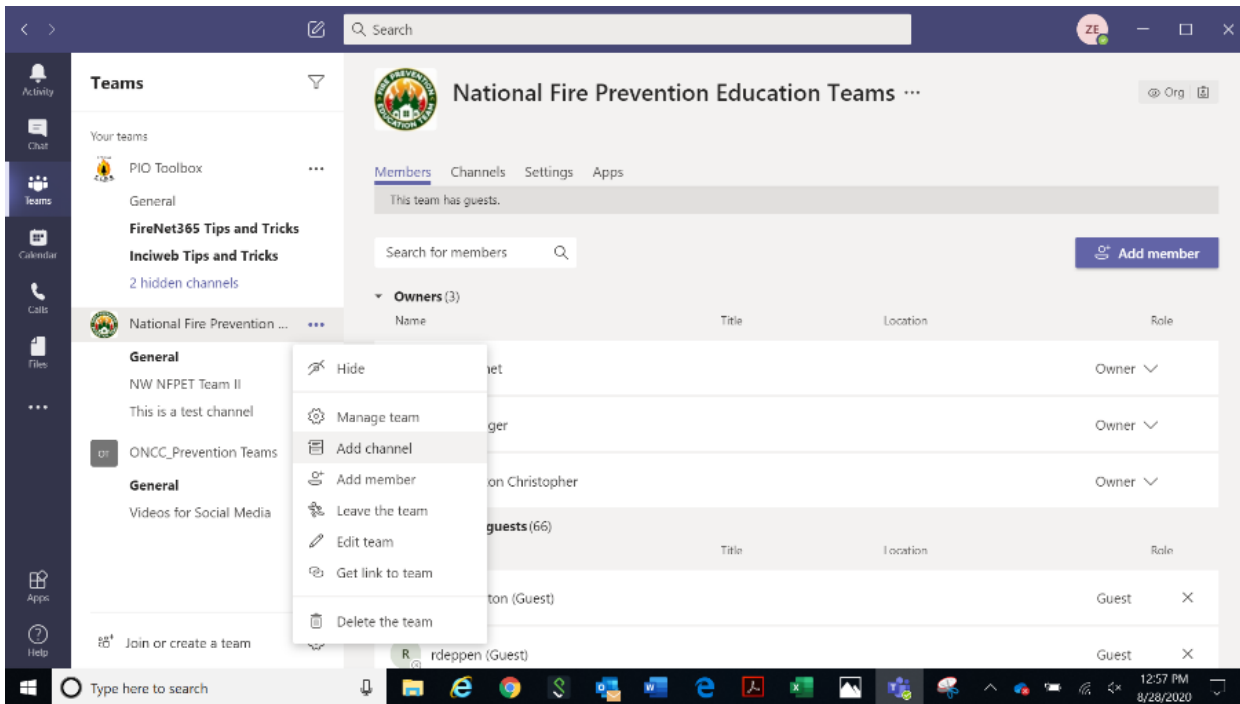 Search
ZE
Activity
Chat
Teams
Calendar
Calls
Files
Apps
Help
Teams
Your teams
PIO Toolbox
General
FireNet365 Tips and Tricks
Inciweb Tips and Tricks
2 hidden channels
National Fire Prevention ...
General
NW NFPET Team II
This is a test channel
OT ONCC_Prevention Teams
General
Videos for Social Media
Join or create a team
Hide
Manage team
Add channel
Add member
Leave the team
Edit team
Get link to team
Delete the team
FIRE PREVENTION EDUCATION TEAM
National Fire Prevention Education Teams ...
Org
Members Channels Settings Apps
This team has guests.
Search for members
Add member
Owners (3)
Name Title Location Role
et Owner
ger Owner
on Christopher Owner
guests (66)
Title Location Role
ton (Guest) Guest
R rdeppen (Guest) Guest
Type here to search
12:57 PM
8/28/2020